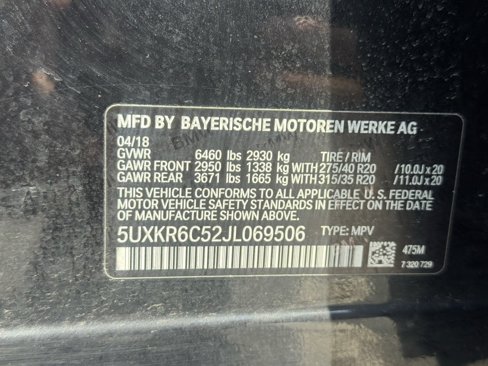 MFD BY BAYERISCHE MOTOREN WERKE AG
04/18
GVWR 6460 lbs 2930 kg TIRE / RIM
GAWR FRONT 2950 lbs 1338 kg WITH 275/40 R20 /10.0J x 20
GAWR REAR 3671 lbs 1665 kg WITH 315/35 R20 /11.0J x 20
THIS VEHICLE CONFORMS TO ALL APPLICABLE U. S. FEDERAL
MOTOR VEHICLE SAFETY STANDARDS IN EFFECT ON THE DATE
OF MANUFACTURE SHOWN ABOVE.
5UXKR6C52JL069506 TYPE: MPV
475M
7 320 729